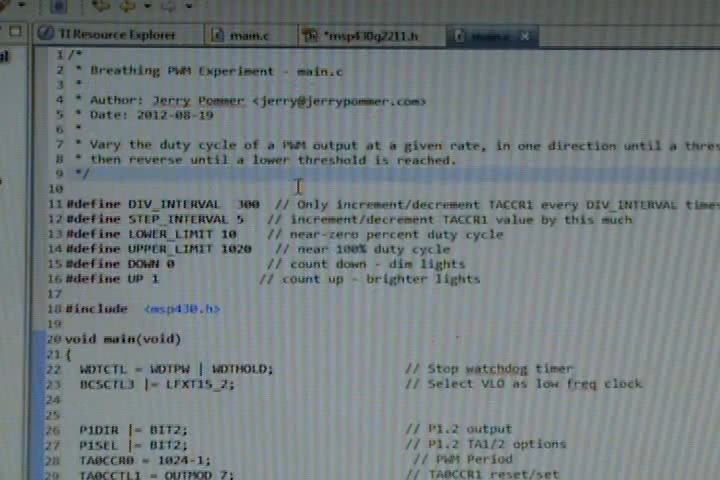 TI Resource Explorer main.c *msp430g2211.h main.c
1 /*
2 * Breathing PWM Experiment - main.c
3 *
4 * Author: Jerry Pommer <jerry@jerrypommer.com>
5 * Date: 2012-08-19
6 *
7 * Vary the duty cycle of a PWM output at a given rate, in one direction until a thres
8 * then reverse until a lower threshold is reached.
9 */
10
11 #define DIV_INTERVAL 300 // Only increment/decrement TACCR1 every DIV_INTERVAL times
12 #define STEP_INTERVAL 5 // increment/decrement TACCR1 value by this much
13 #define LOWER_LIMIT 10 // near-zero percent duty cycle
14 #define UPPER_LIMIT 1020 // near 100% duty cycle
15 #define DOWN 0 // count down - dim lights
16 #define UP 1 // count up - brighter lights
17
18 #include <msp430.h>
19
20 void main(void)
21 {
22 WDTCTL = WDTPW | WDTHOLD; // Stop watchdog timer
23 BCSCTL3 |= LFXT1S_2; // Select VLO as low freq clock
24
25
26 P1DIR |= BIT2; // P1.2 output
27 P1SEL |= BIT2; // P1.2 TA1/2 options
28 TA0CCR0 = 1024-1; // PWM Period
29 TA0CCTL1 = OUTMOD_7; // TA0CCR1 reset/set